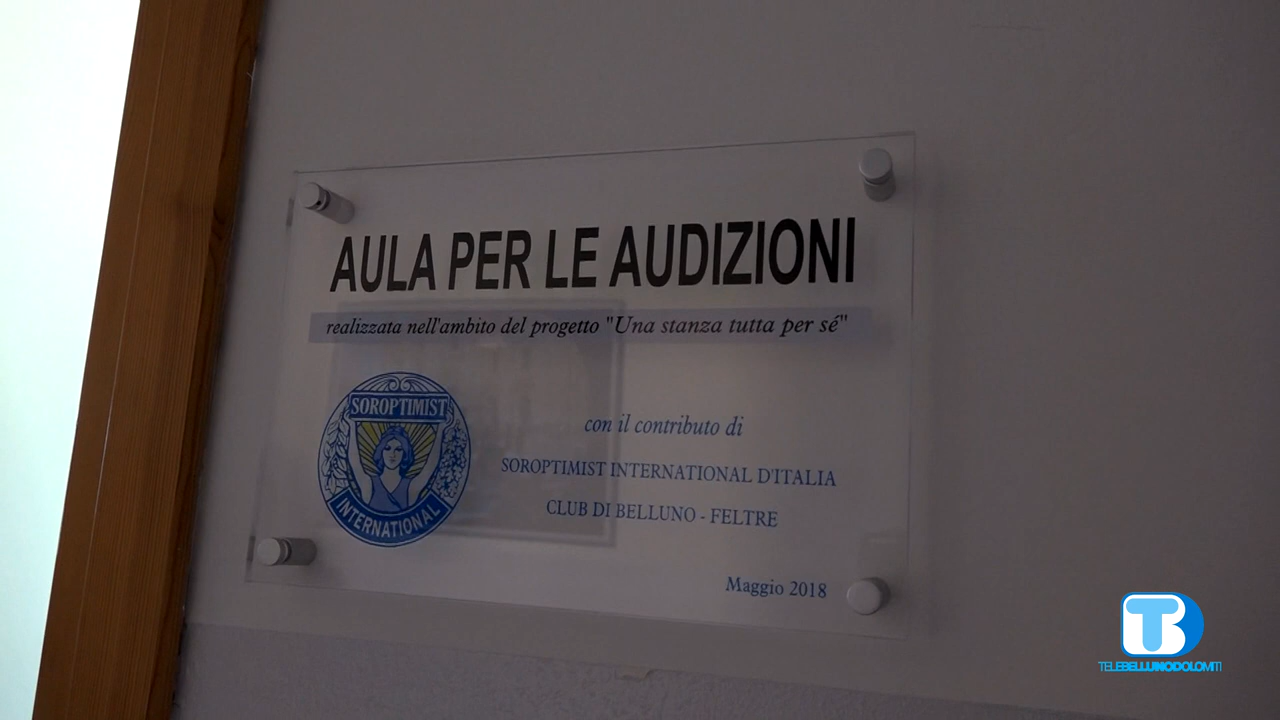 AULA PER LE AUDIZIONI
realizzata nell'ambito del progetto "Una stanza tutta per sé"
SOROPTIMIST
INTERNATIONAL
con il contributo di
SOROPTIMIST INTERNATIONAL D'ITALIA
CLUB DI BELLUNO - FELTRE
Maggio 2018
TB
TELEBELLUNODOLOMITI